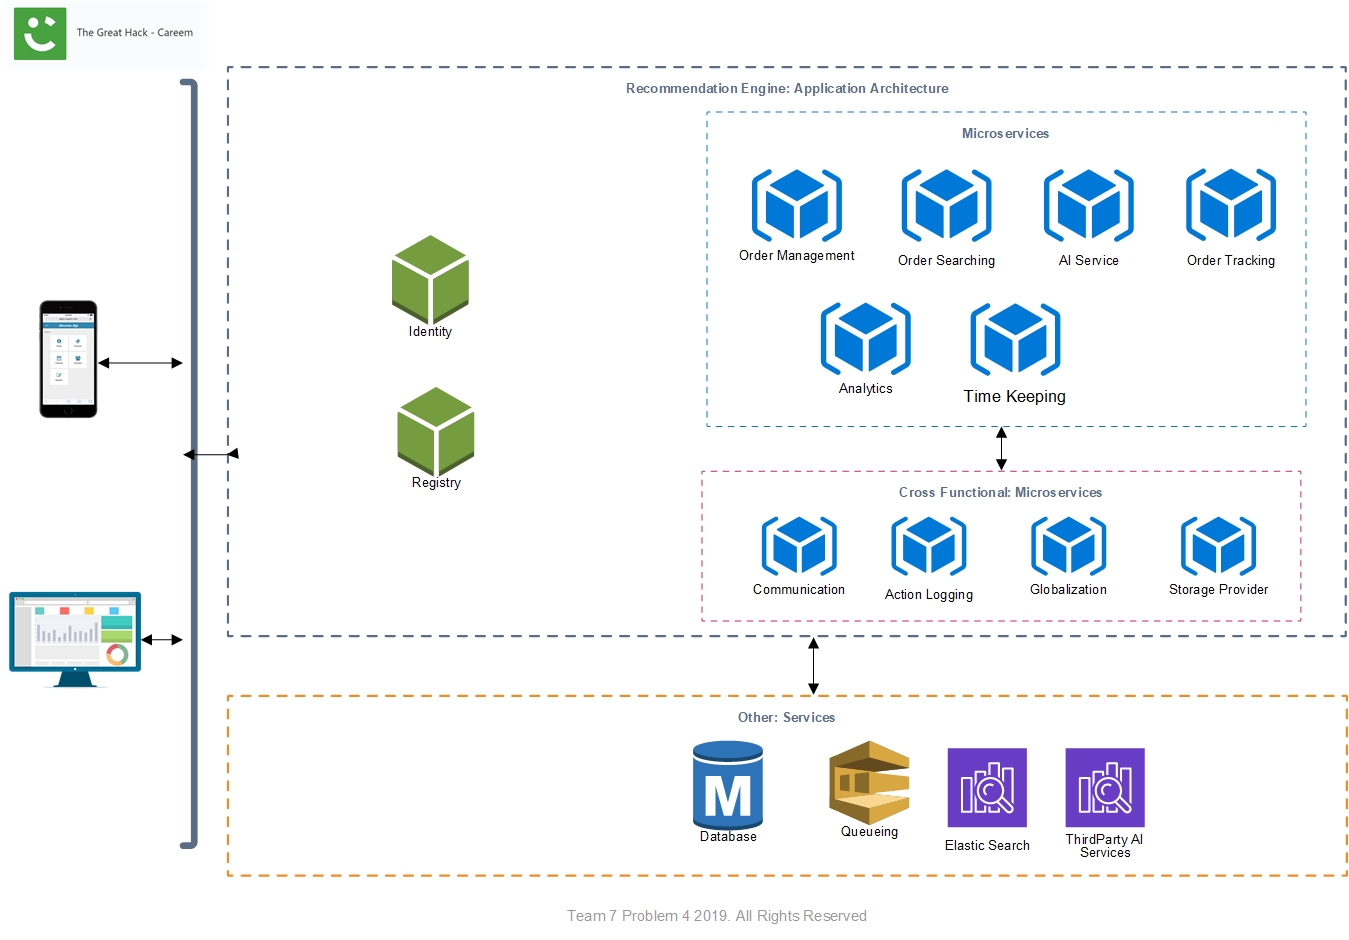 The Great Hack - Careem
Recommendation Engine: Application Architecture
Microservices
Order Management
Order Searching
AI Service
Order Tracking
Identity
Analytics
Time Keeping
Registry
Cross Functional: Microservices
Communication
Action Logging
Globalization
Storage Provider
Other: Services
M
Database
Queueing
Elastic Search
ThirdParty AI
Services
Team 7 Problem 4 2019. All Rights Reserved